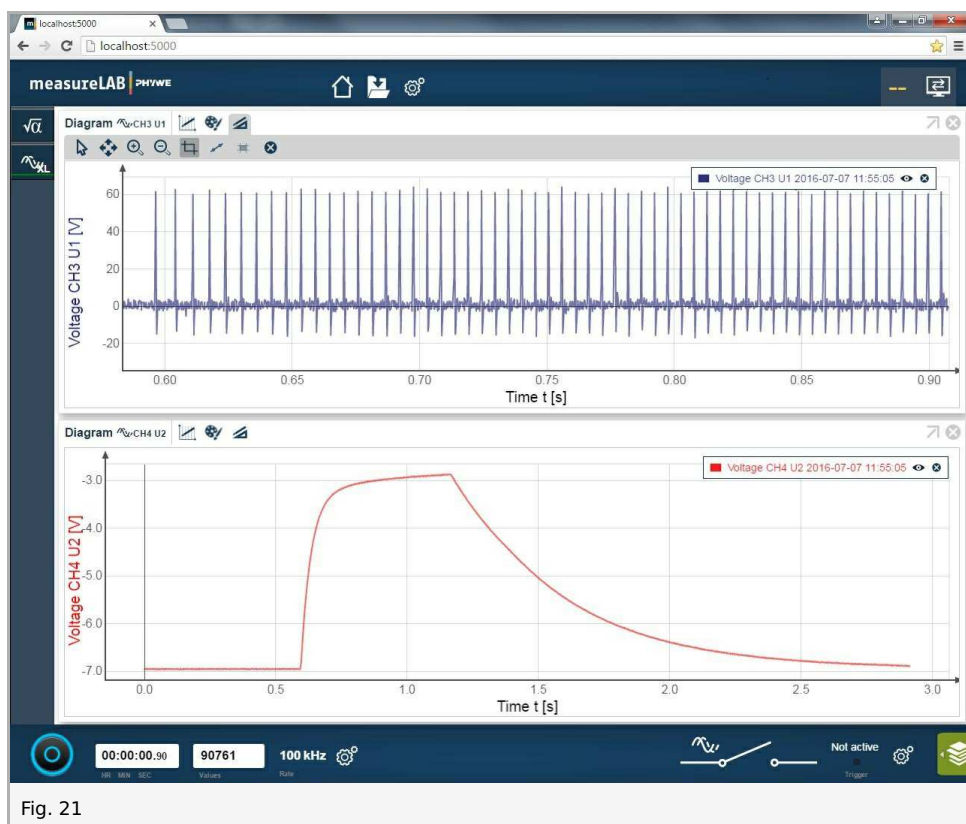 localhost:5000
localhost:5000
measureLAB PHYWE
--
√α
XL
Diagram CH3 U1
Voltage CH3 U1 2016-07-07 11:55:05
Voltage CH3 U1 [V]
60
40
20
0
-20
0.60 0.65 0.70 0.75 0.80 0.85 0.90
Time t [s]
Diagram CH4 U2
Voltage CH4 U2 2016-07-07 11:55:05
Voltage CH4 U2 [V]
-3.0
-4.0
-5.0
-6.0
-7.0
0.0 0.5 1.0 1.5 2.0 2.5 3.0
Time t [s]
00:00:00.90 90761 100 kHz Not active
HR MIN SEC Values Rate Trigger
Fig. 21